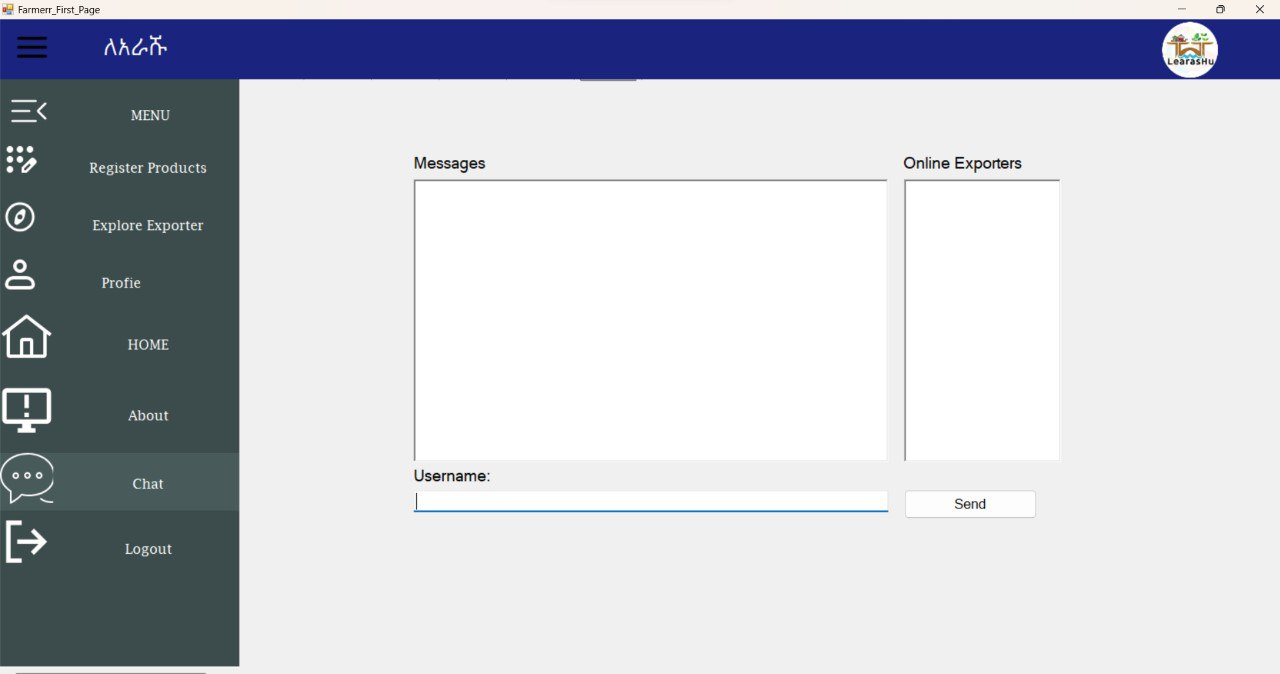 Farmerr_First_Page
ለአራሹ
LearasHu
MENU
Register Products
Explore Exporter
Profie
HOME
About
Chat
Logout
Messages
Online Exporters
Username:
Send